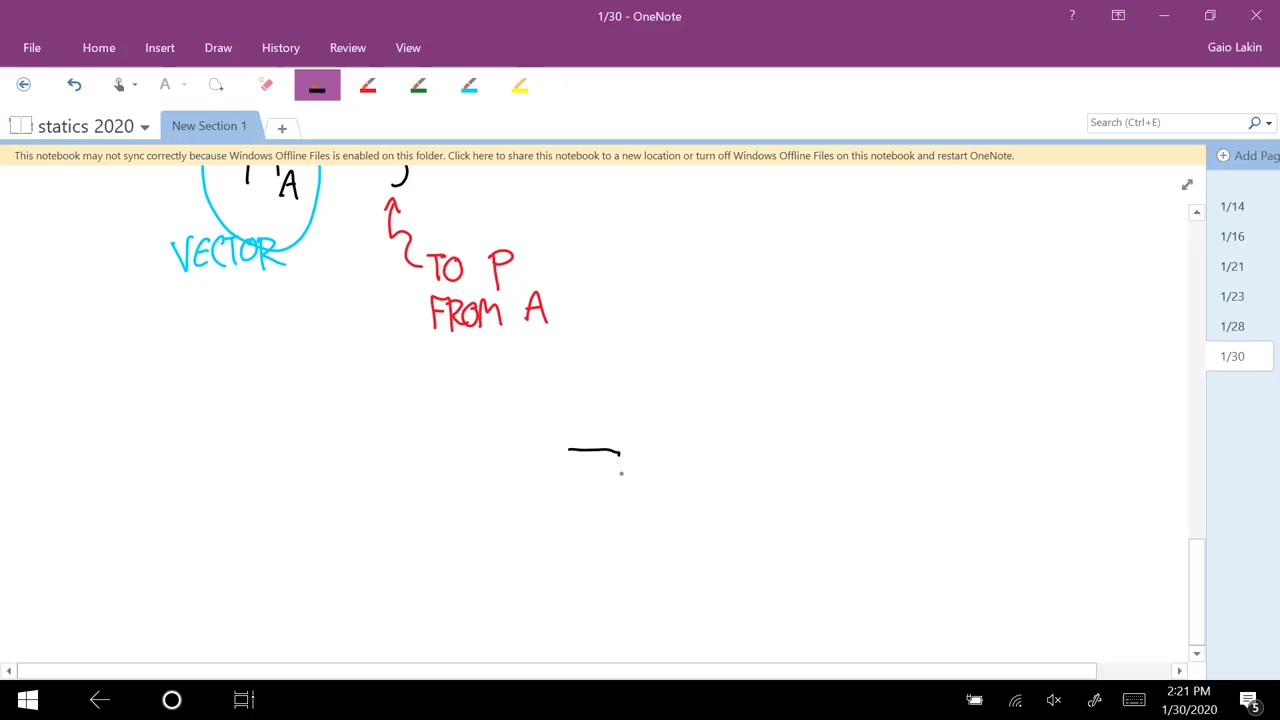 1/30 - OneNote
?
File Home Insert Draw History Review View
Gaio Lakin
A
statics 2020
New Section 1
+
Search (Ctrl+E)
This notebook may not sync correctly because Windows Offline Files is enabled on this folder. Click here to share this notebook to a new location or turn off Windows Offline Files on this notebook and restart OneNote.
Add Pag
1/14
1/16
1/21
1/23
1/28
1/30
A
VECTOR
TO P
FROM A
2:21 PM
1/30/2020
5